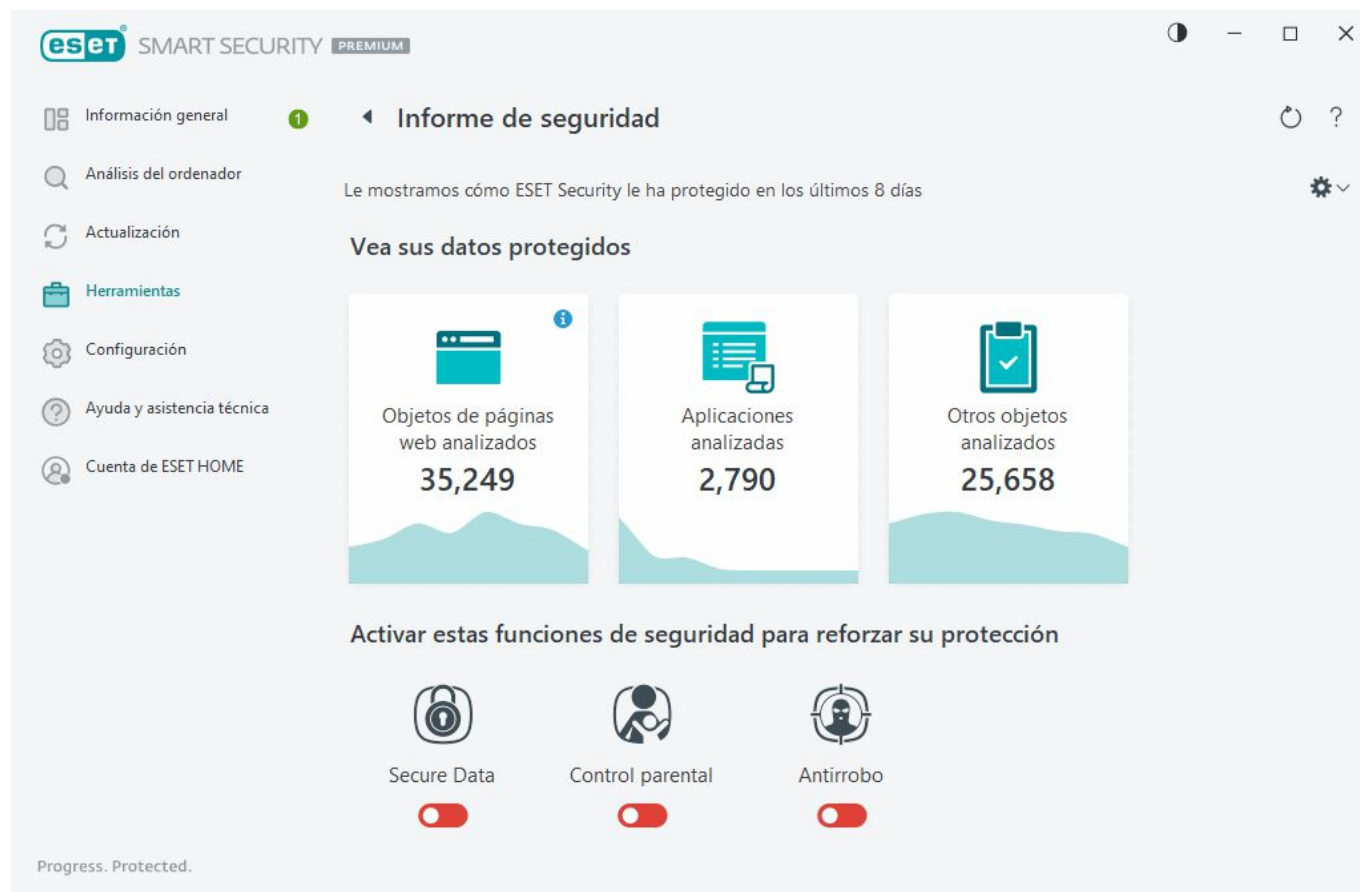 eset® SMART SECURITY PREMIUM
Información general 1
Análisis del ordenador
Actualización
Herramientas
Configuración
Ayuda y asistencia técnica
Cuenta de ESET HOME
Informe de seguridad
?
Le mostramos cómo ESET Security le ha protegido en los últimos 8 días
Vea sus datos protegidos
Objetos de páginas
web analizados
35,249
Aplicaciones
analizadas
2,790
Otros objetos
analizados
25,658
Activar estas funciones de seguridad para reforzar su protección
Secure Data
Control parental
Antirrobo
Progress. Protected.